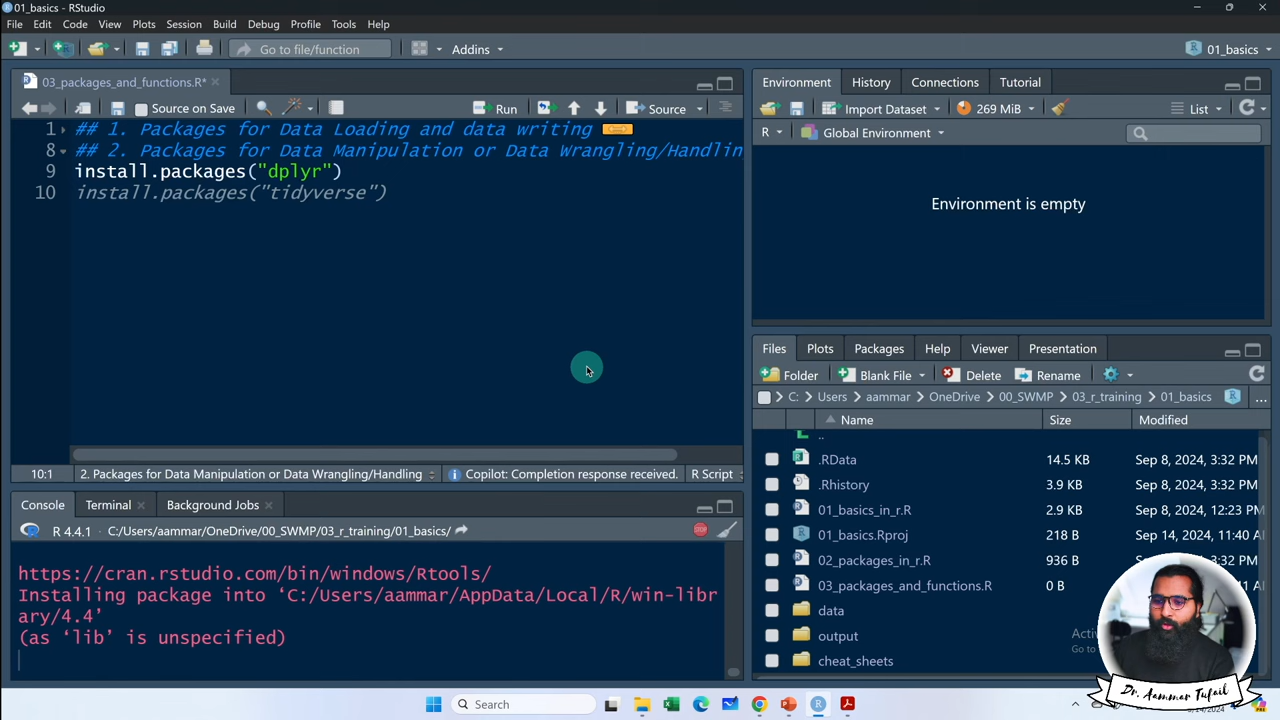 01_basics - RStudio
File Edit Code View Plots Session Build Debug Profile Tools Help
Go to file/function Addins 01_basics
03_packages_and_functions.R*
Source on Save Run Source
1 ## 1. Packages for Data Loading and data writing
8 ## 2. Packages for Data Manipulation or Data Wrangling/Handlin
9 install.packages("dplyr")
10 install.packages("tidyverse")
10:1 2. Packages for Data Manipulation or Data Wrangling/Handling Copilot: Completion response received. R Script
Console Terminal Background Jobs
R 4.4.1 · C:/Users/aammar/OneDrive/00_SWMP/03_r_training/01_basics/
https://cran.rstudio.com/bin/windows/Rtools/
Installing package into ‘C:/Users/aammar/AppData/Local/R/win-libr
ary/4.4’
(as ‘lib’ is unspecified)
Environment History Connections Tutorial
Import Dataset 269 MiB List
R Global Environment
Environment is empty
Files Plots Packages Help Viewer Presentation
Folder Blank File Delete Rename
C: Users aammar OneDrive 00_SWMP 03_r_training 01_basics ...
Name Size Modified
..
.RData 14.5 KB Sep 8, 2024, 3:32 PM
.Rhistory 3.9 KB Sep 8, 2024, 3:32 PM
01_basics_in_r.R 2.9 KB Sep 8, 2024, 12:23 PM
01_basics.Rproj 218 B Sep 14, 2024, 11:40 A
02_packages_in_r.R 936 B 3:32 PM
03_packages_and_functions.R 0 B
data
output
cheat_sheets
Dr. Aammar Tufail
Search